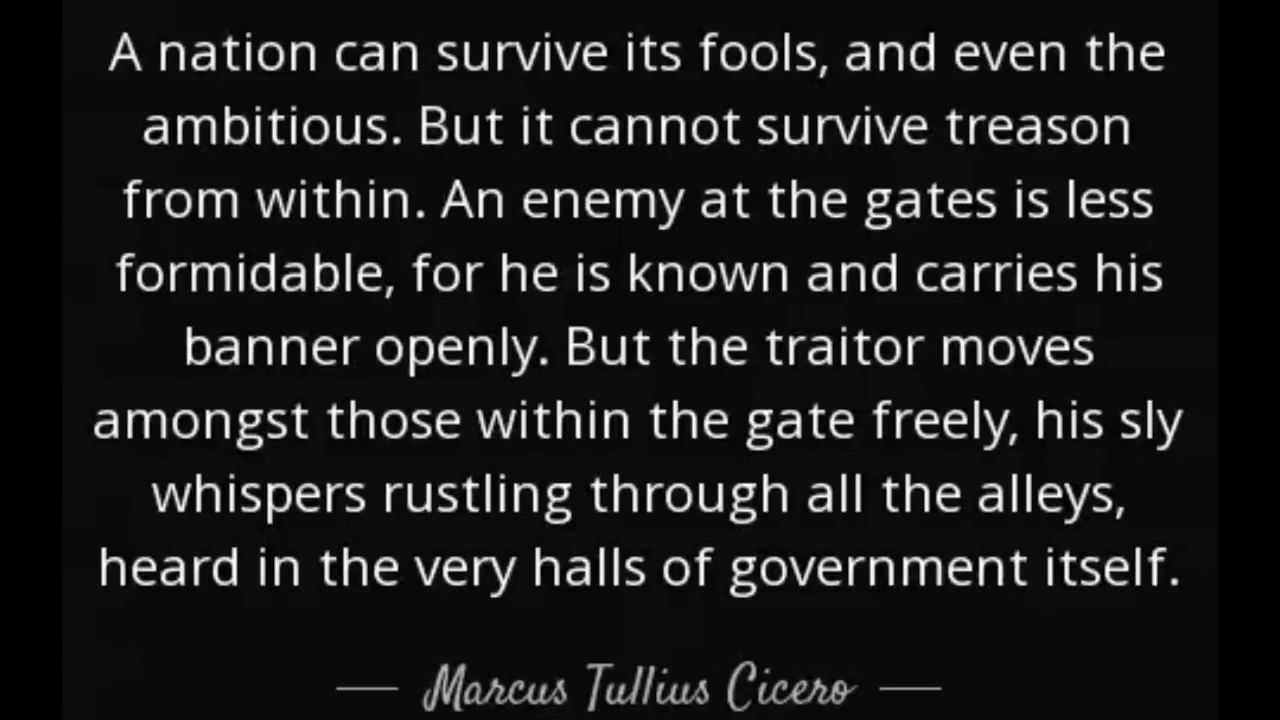 A nation can survive its fools, and even the
ambitious. But it cannot survive treason
from within. An enemy at the gates is less
formidable, for he is known and carries his
banner openly. But the traitor moves
amongst those within the gate freely, his sly
whispers rustling through all the alleys,
heard in the very halls of government itself.
— Marcus Tullius Cicero —